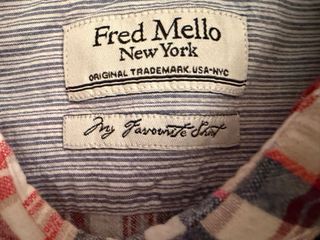 Fred Mello
New York
ORIGINAL TRADEMARK.USA-NYC
My Favourite Shirt